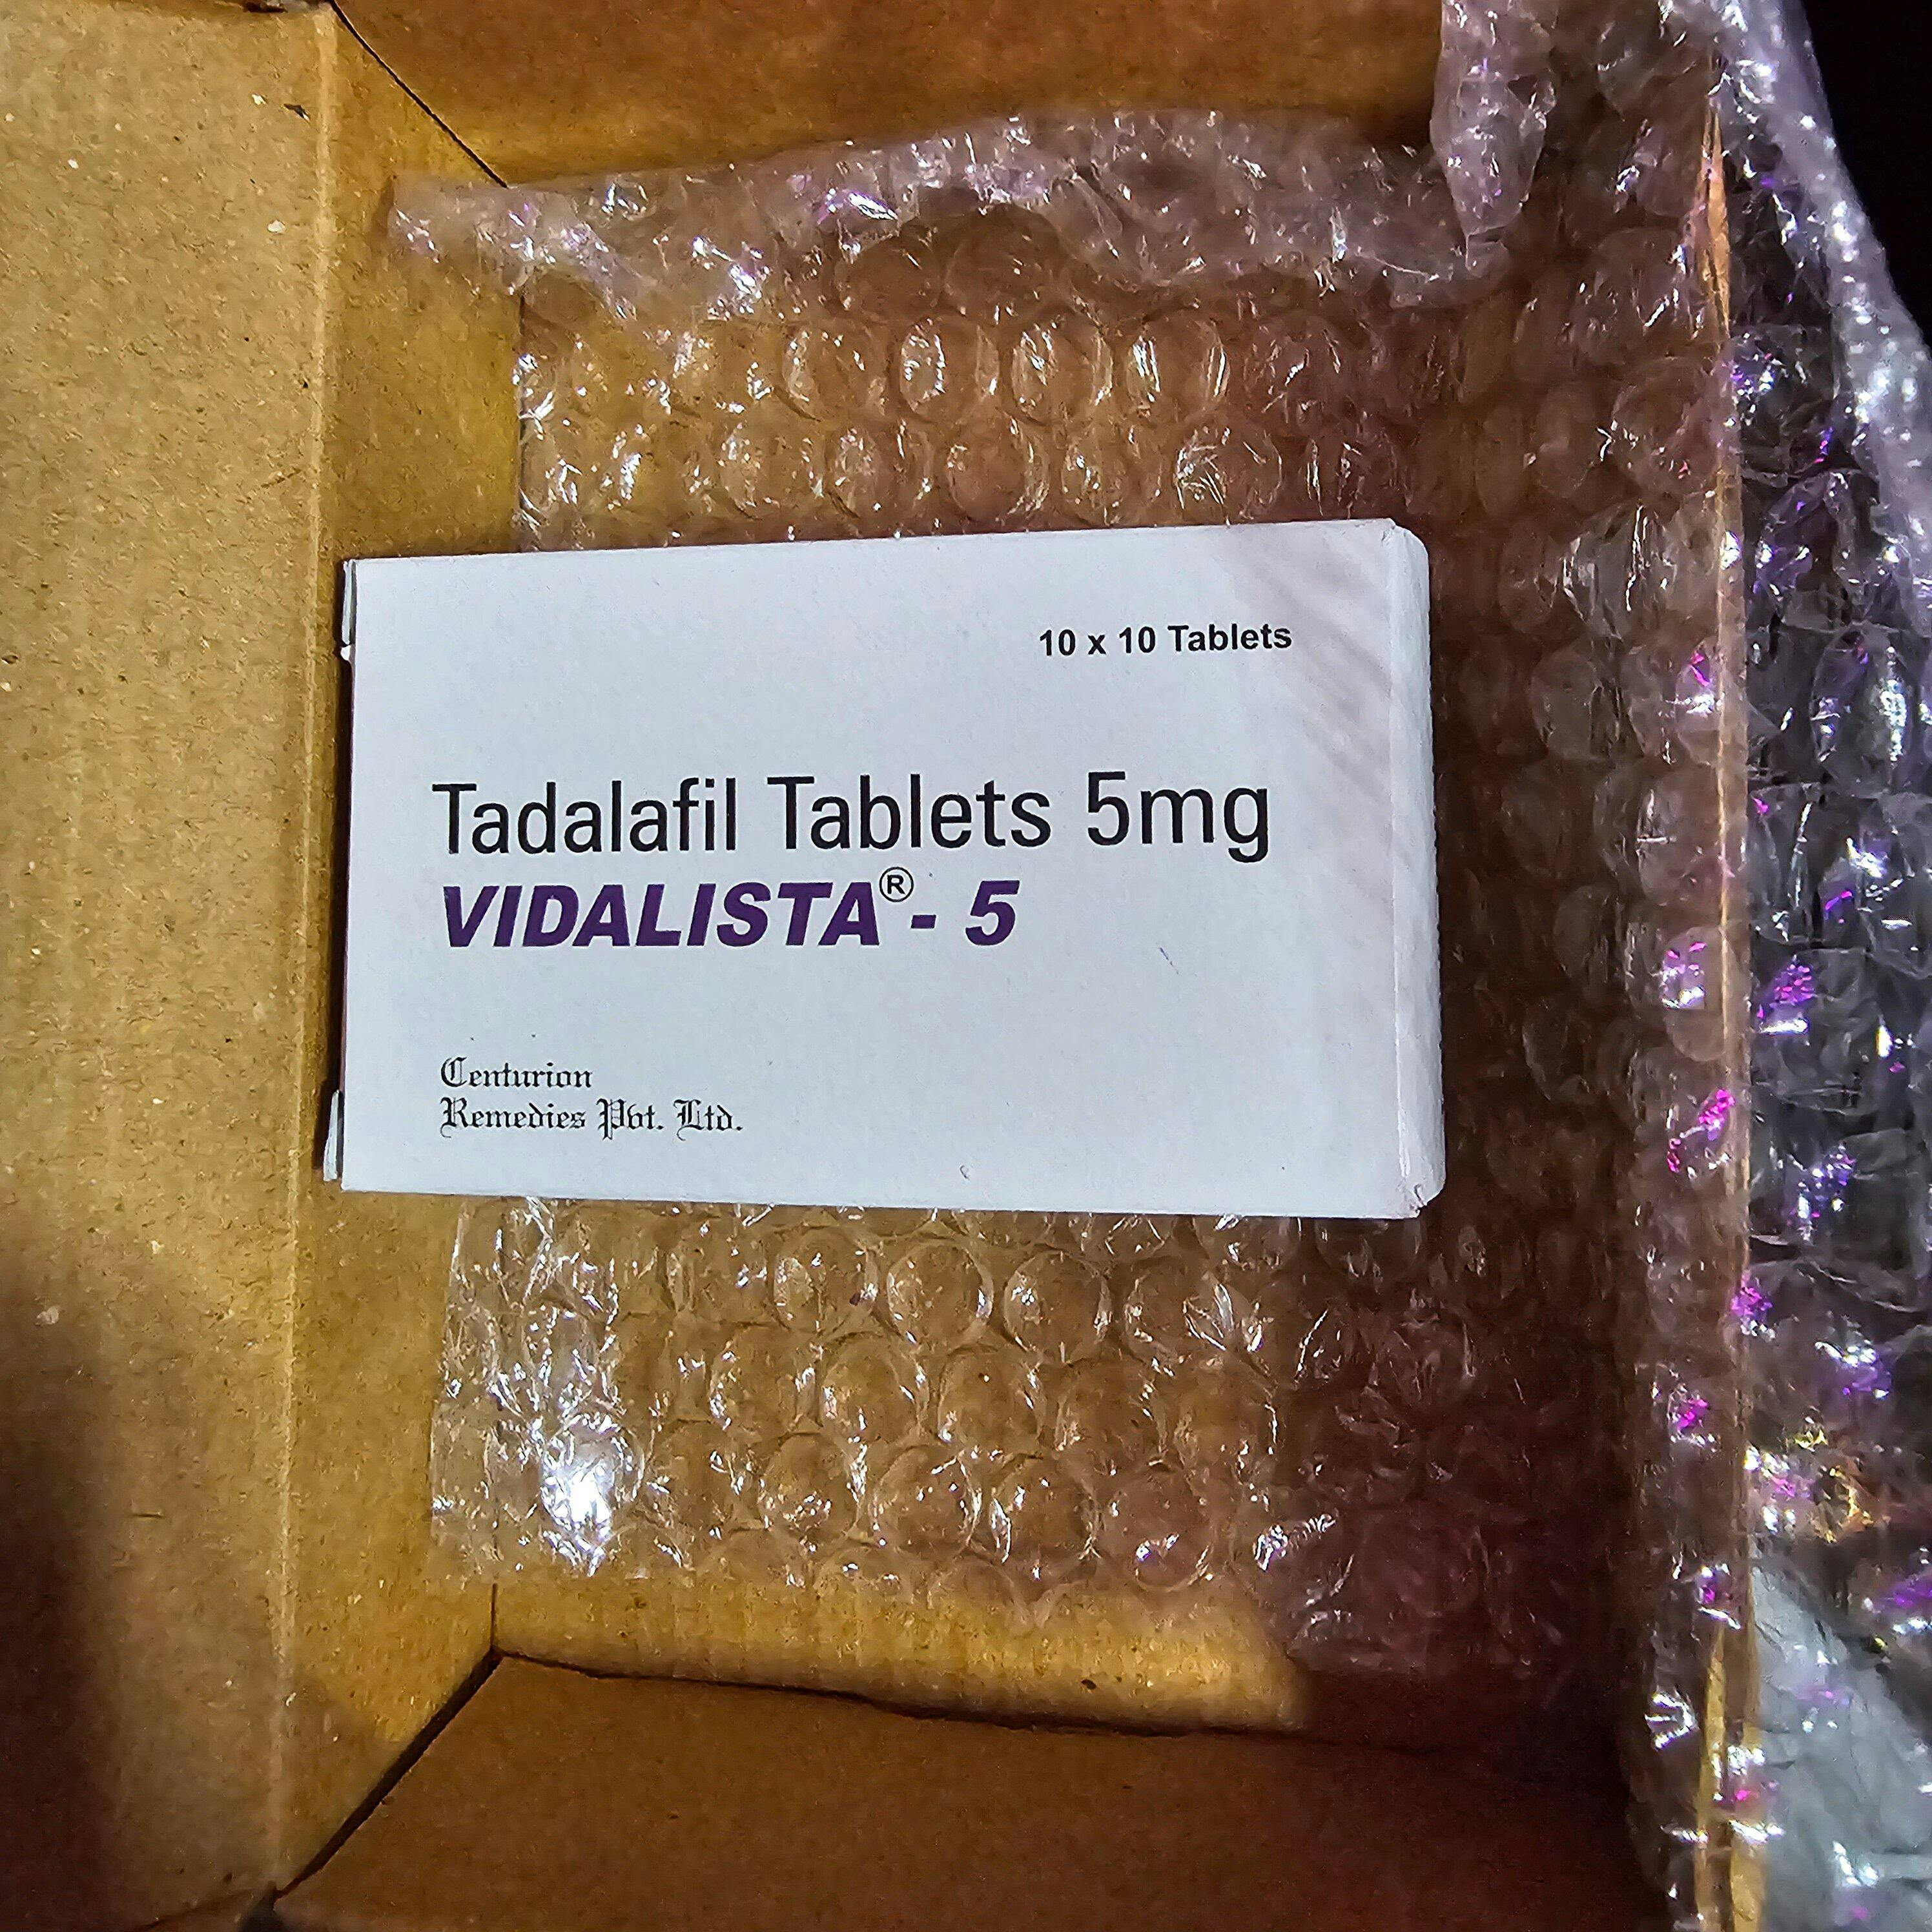 10 x 10 Tablets
Tadalafil Tablets 5mg
VIDALISTA® - 5
Centurion
Remedies Pvt. Ltd.